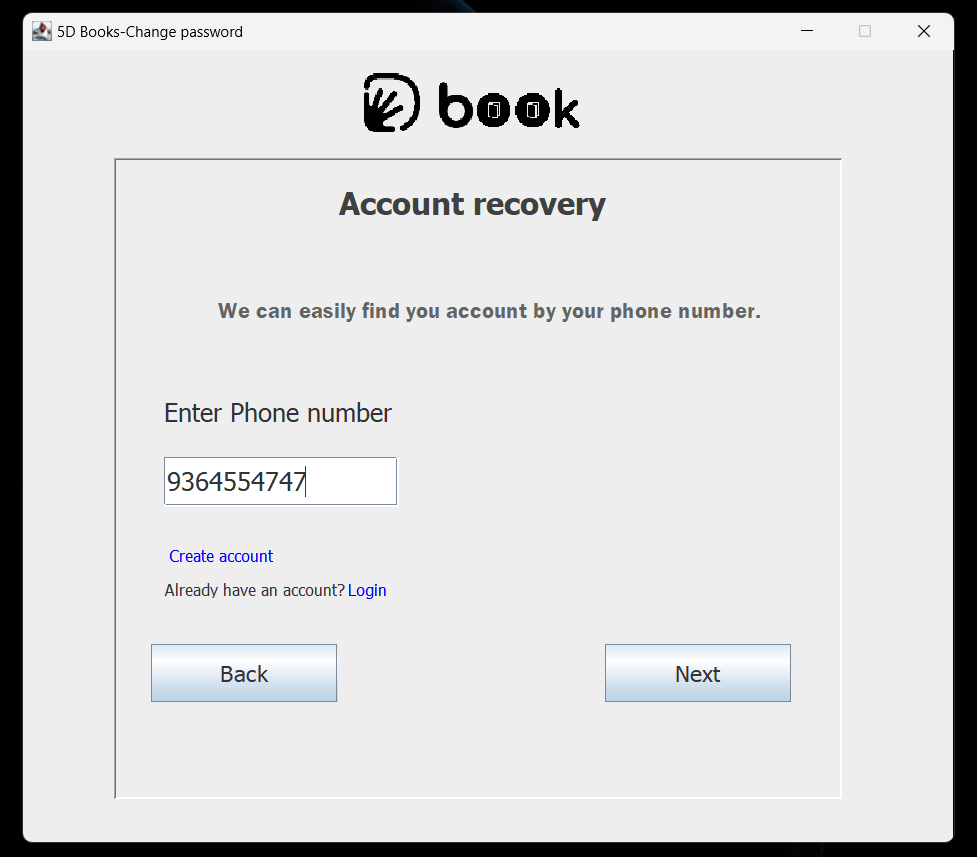 5D Books-Change password
book
Account recovery
We can easily find you account by your phone number.
Enter Phone number
9364554747
Create account
Already have an account? Login
Back
Next